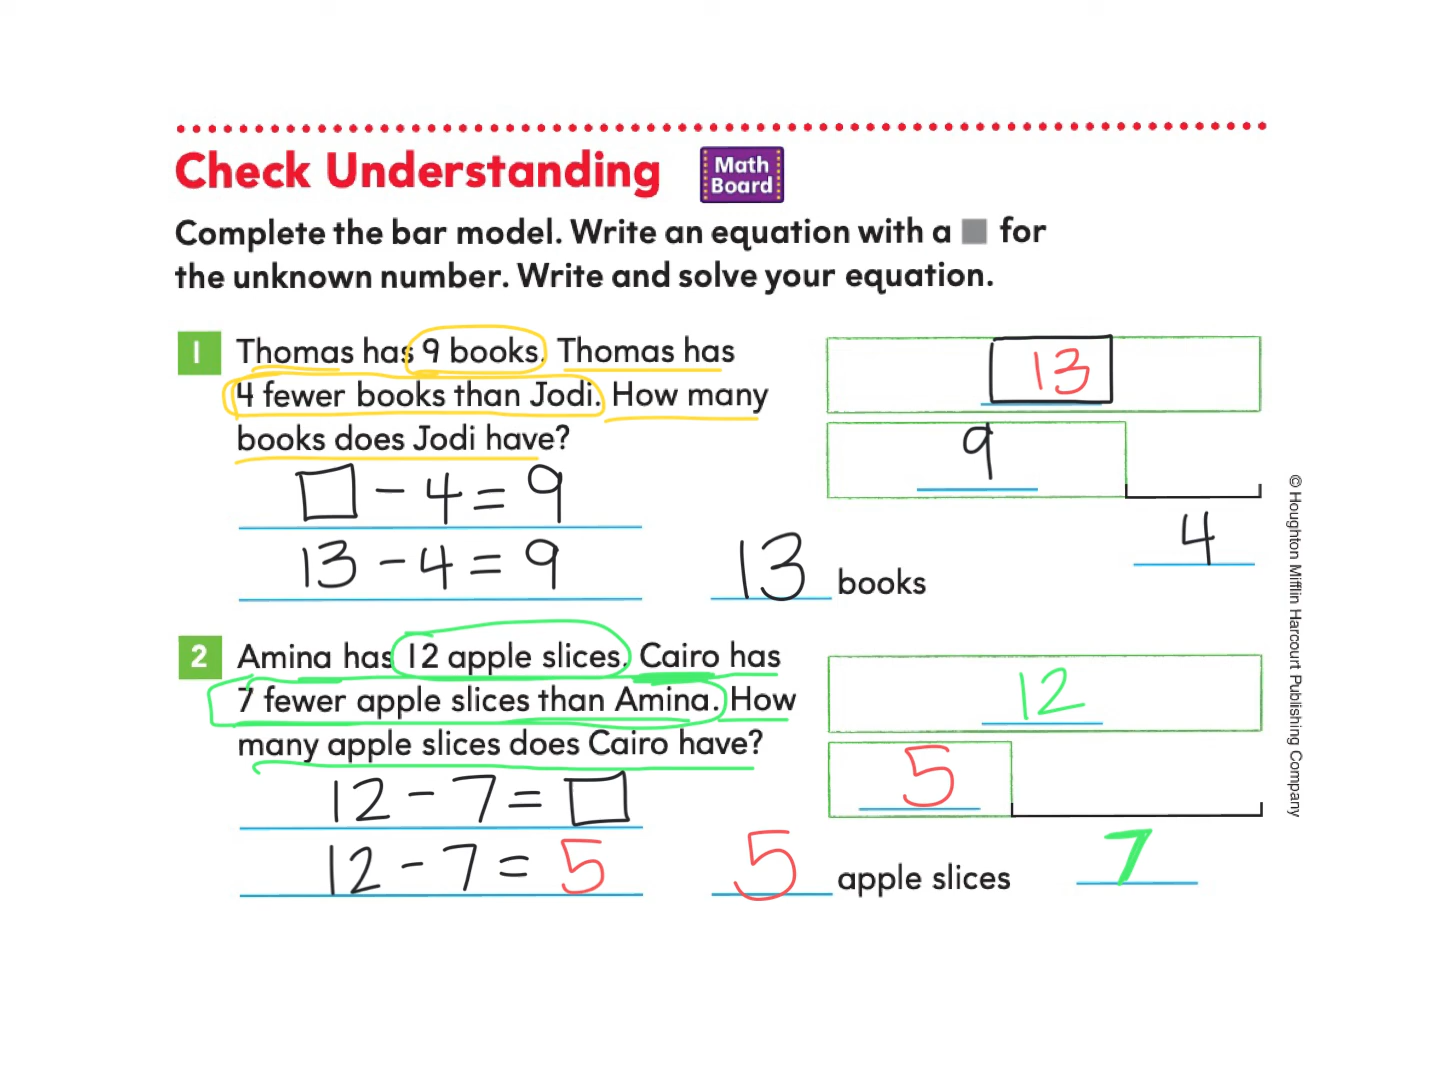 Check Understanding
Math
Board
Complete the bar model. Write an equation with a ■ for
the unknown number. Write and solve your equation.
1 Thomas has 9 books. Thomas has
4 fewer books than Jodi. How many
books does Jodi have?
□ - 4 = 9
13 - 4 = 9
13 books
13
9
4
2 Amina has 12 apple slices. Cairo has
7 fewer apple slices than Amina. How
many apple slices does Cairo have?
12 - 7 = □
12 - 7 = 5
5 apple slices
12
5
7
© Houghton Mifflin Harcourt Publishing Company